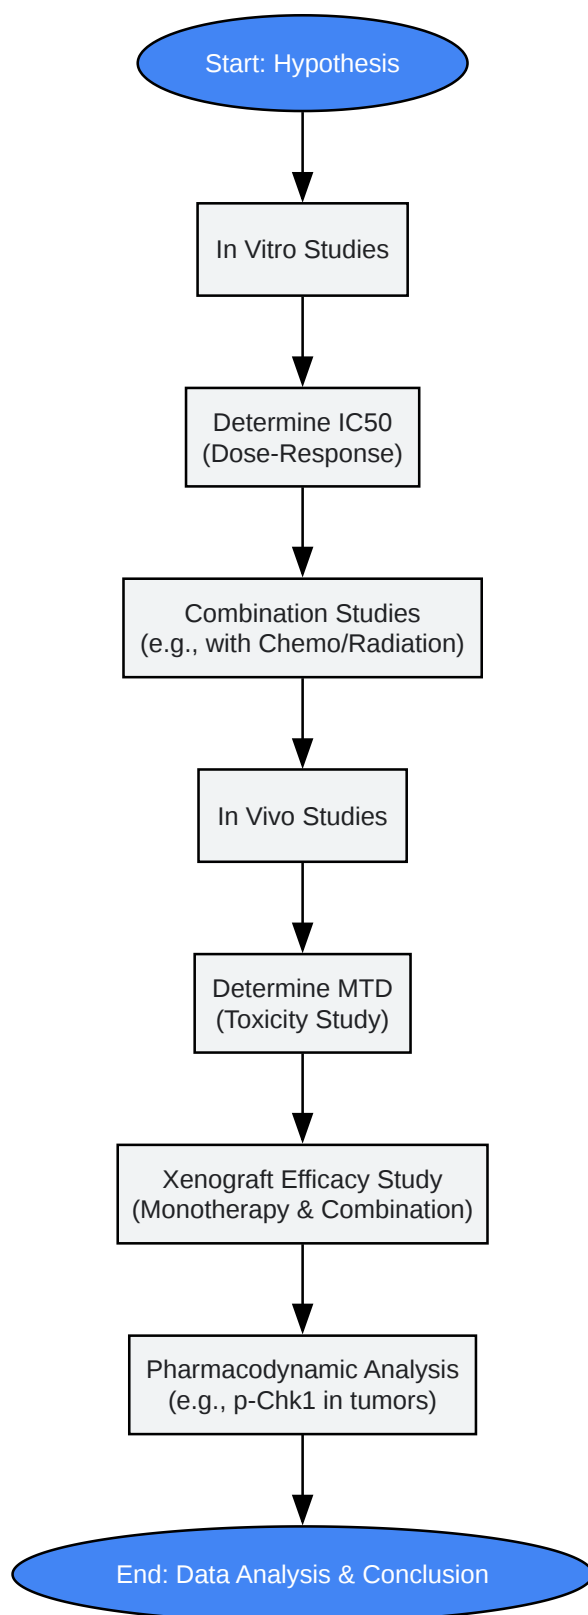 Start: Hypothesis
In Vitro Studies
Determine IC50
(Dose-Response)
Combination Studies
(e.g., with Chemo/Radiation)
In Vivo Studies
Determine MTD
(Toxicity Study)
Xenograft Efficacy Study
(Monotherapy & Combination)
Pharmacodynamic Analysis
(e.g., p-Chk1 in tumors)
End: Data Analysis & Conclusion